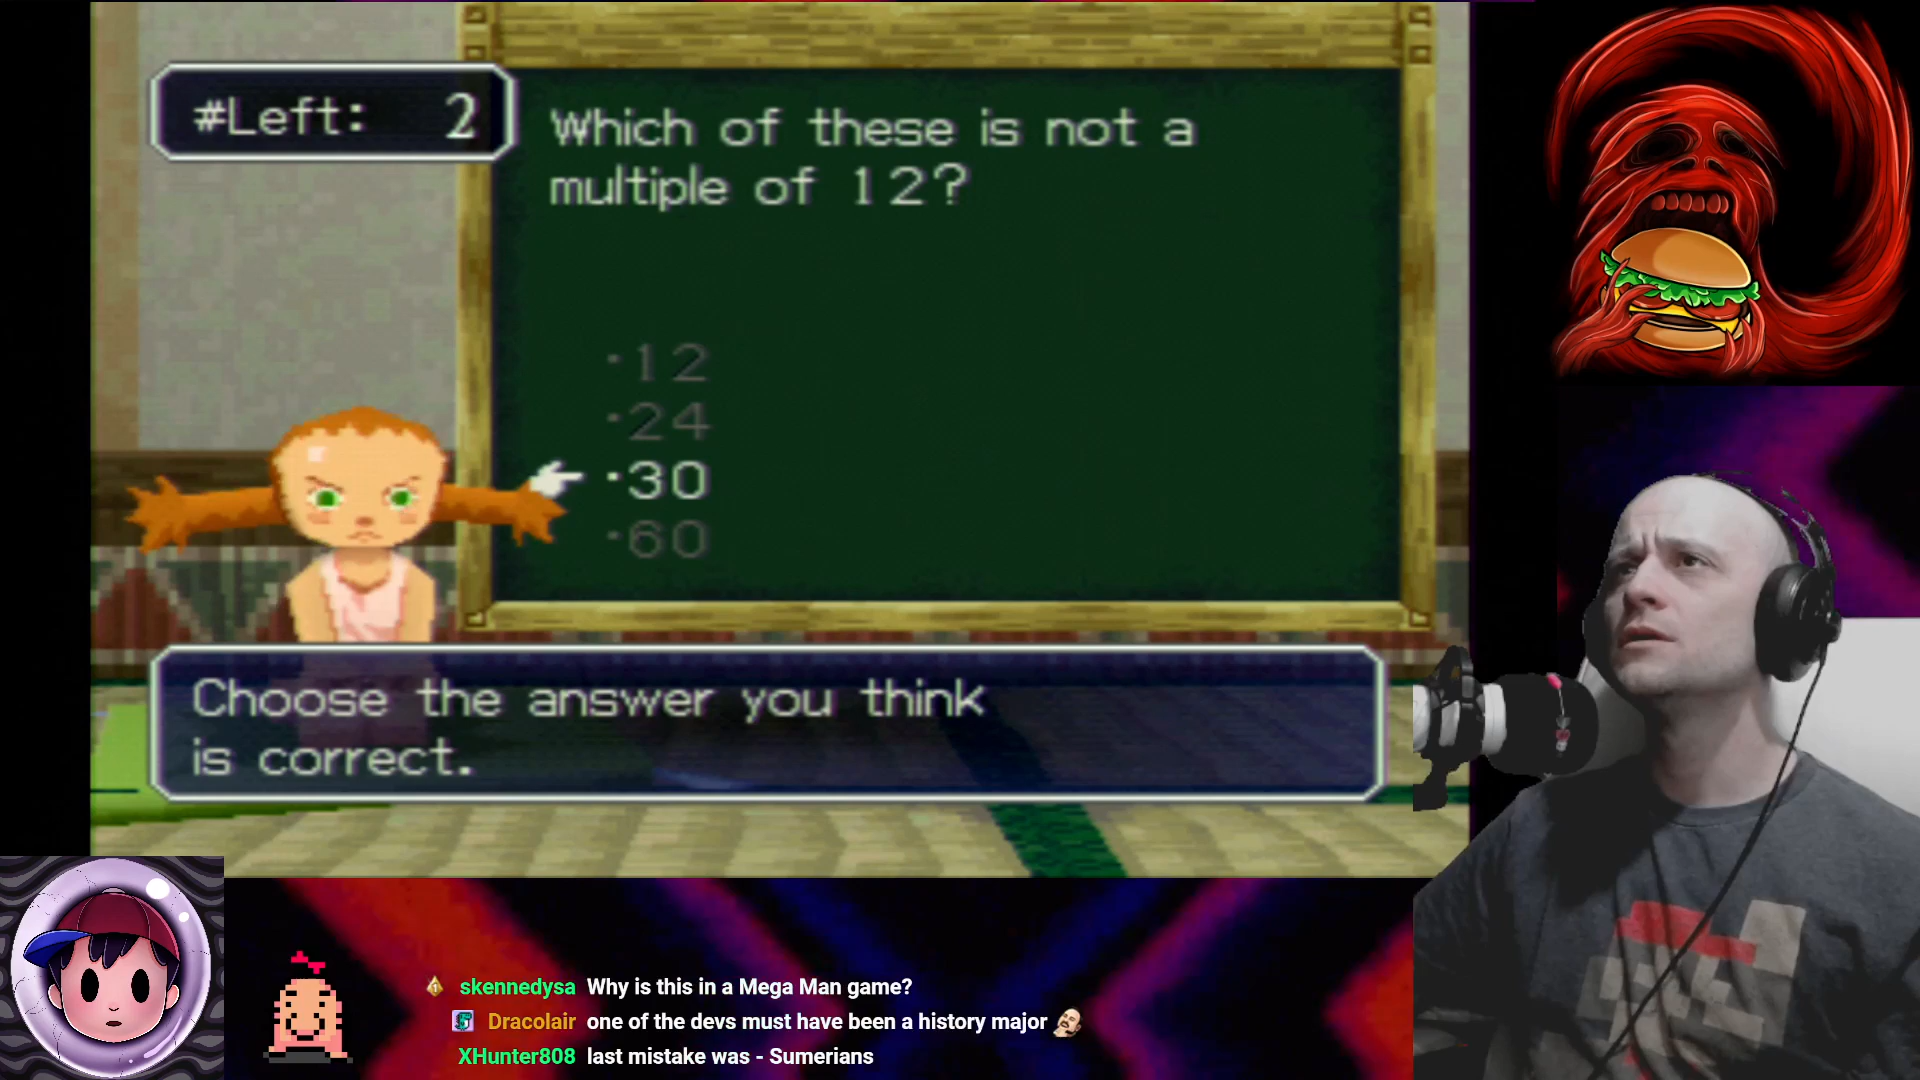 #Left: 2
Which of these is not a
multiple of 12?
·12
·24
·30
·60
Choose the answer you think
is correct.
skennedysa Why is this in a Mega Man game?
Dracolair one of the devs must have been a history major
XHunter808 last mistake was - Sumerians